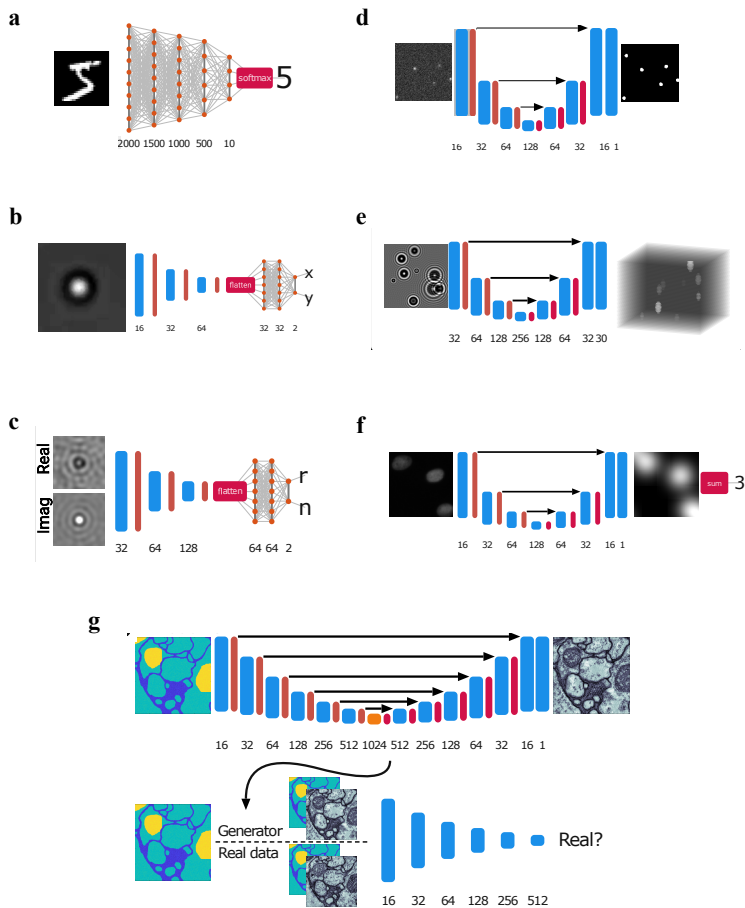 a
softmax 5
2000 1500 1000 500 10
b
flatten
x
y
16 32 64 32 32 2
c
Real
Imag
flatten
r
n
32 64 128 64 64 2
d
16 32 64 128 64 32 16 1
e
32 64 128 256 128 64 32 30
f
sum 3
16 32 64 128 64 32 16 1
g
16 32 64 128 256 512 1024 512 256 128 64 32 16 1
Generator
Real data
Real?
16 32 64 128 256 512